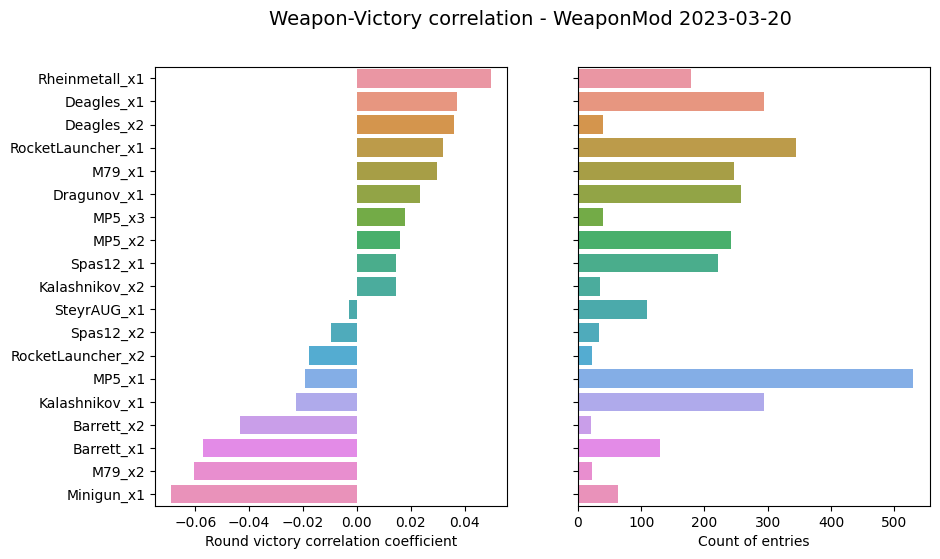 Weapon-Victory correlation - WeaponMod 2023-03-20
Rheinmetall_x1
Deagles_x1
Deagles_x2
RocketLauncher_x1
M79_x1
Dragunov_x1
MP5_x3
MP5_x2
Spas12_x1
Kalashnikov_x2
SteyrAUG_x1
Spas12_x2
RocketLauncher_x2
MP5_x1
Kalashnikov_x1
Barrett_x2
Barrett_x1
M79_x2
Minigun_x1
−0.06 −0.04 −0.02 0.00 0.02 0.04
Round victory correlation coefficient
0 100 200 300 400 500
Count of entries